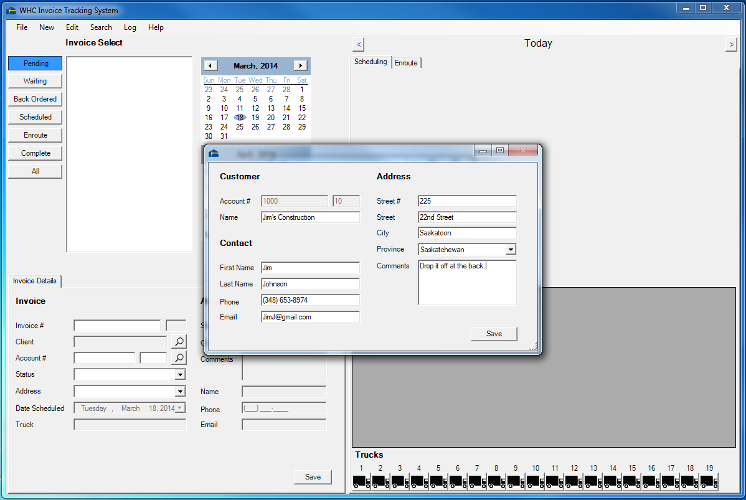 WHC Invoice Tracking System
File New Edit Search Log Help
Invoice Select
< Today >
Pending
Waiting
Back Ordered
Scheduled
Enroute
Complete
All
March, 2014
Sun Mon Tue Wed Thu Fri Sat
23 24 25 26 27 28 1
2 3 4 5 6 7 8
9 10 11 12 13 14 15
16 17 18 19 20 21 22
23 24 25 26 27 28 29
30 31
Scheduling Enroute
Customer
Account # 1000 10
Name Jim's Construction
Contact
First Name Jim
Last Name Johnson
Phone (348) 653-8974
Email JimJ@gmail.com
Address
Street # 225
Street 22nd Street
City Saskatoon
Province Saskatchewan
Comments Drop it off at the back.
Save
Invoice Details
Invoice
Invoice #
Client
Account #
Status
Address
Date Scheduled Tuesday , March 18, 2014
Truck
Comments
Name
Phone (___) ___-____
Email
Save
Trucks
1 2 3 4 5 6 7 8 9 10 11 12 13 14 15 16 17 18 19